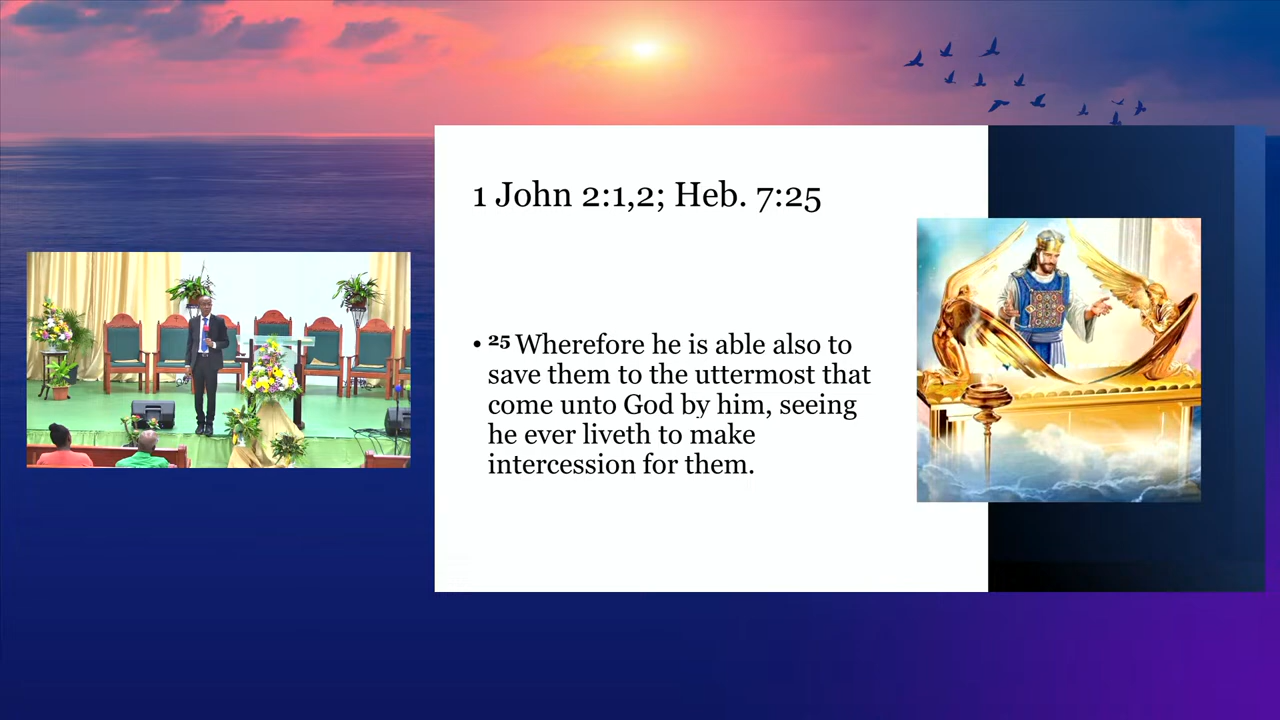 1 John 2:1,2; Heb. 7:25
• 25 Wherefore he is able also to
save them to the uttermost that
come unto God by him, seeing
he ever liveth to make
intercession for them.